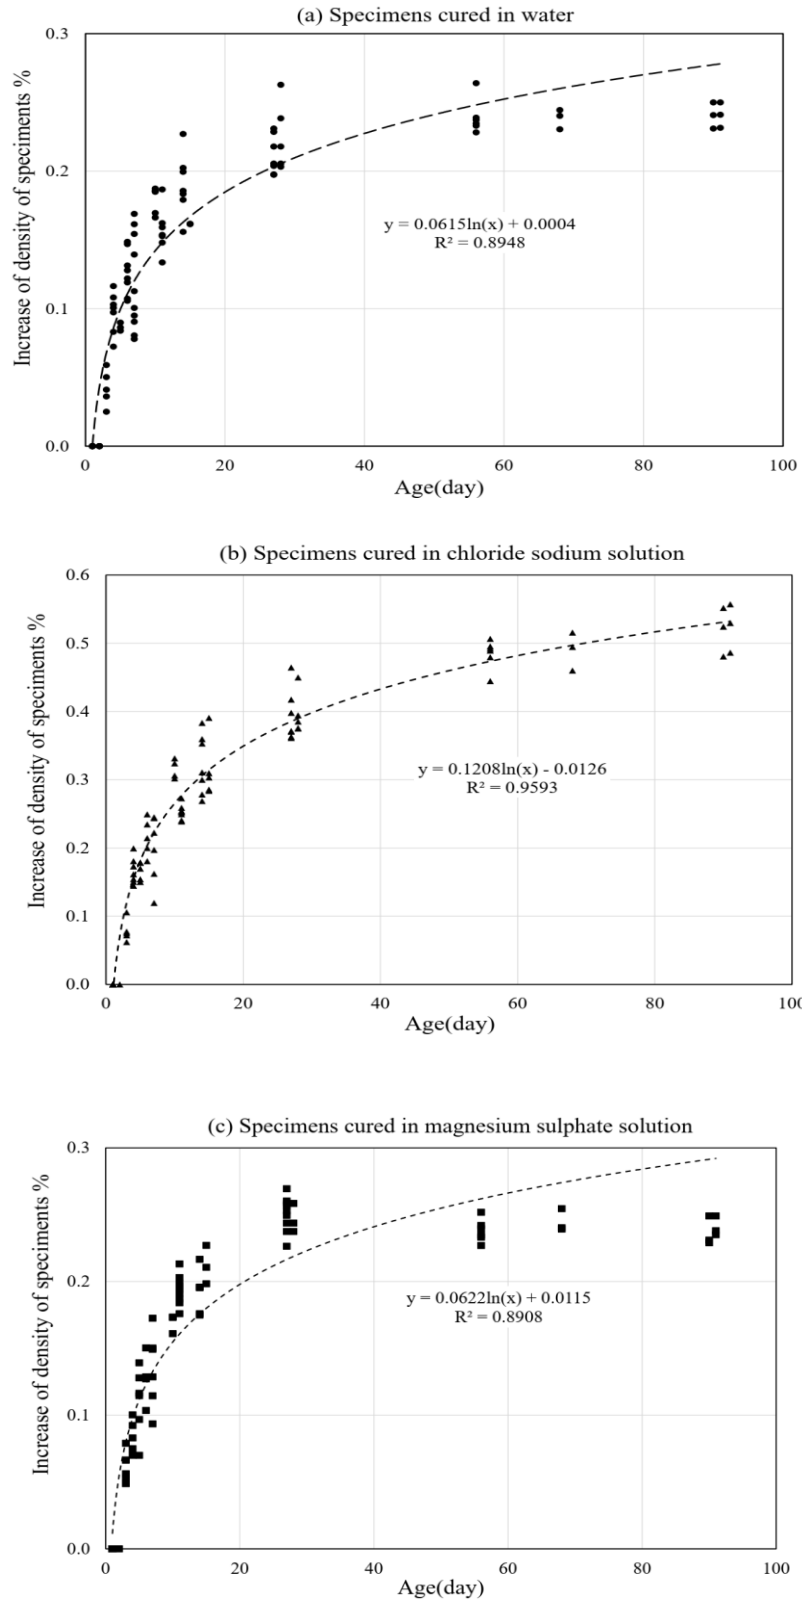 (a) Specimens cured in water
0.3
0.2
0.1
0.0
Increase of density of speciments %
y = 0.0615ln(x) + 0.0004
R² = 0.8948
0 20 40 60 80 100
Age(day)
(b) Specimens cured in chloride sodium solution
0.6
0.5
0.4
0.3
0.2
0.1
0.0
Increase of density of speciments %
y = 0.1208ln(x) - 0.0126
R² = 0.9593
0 20 40 60 80 100
Age(day)
(c) Specimens cured in magnesium sulphate solution
0.3
0.2
0.1
0.0
Increase of density of speciments %
y = 0.0622ln(x) + 0.0115
R² = 0.8908
0 20 40 60 80 100
Age(day)